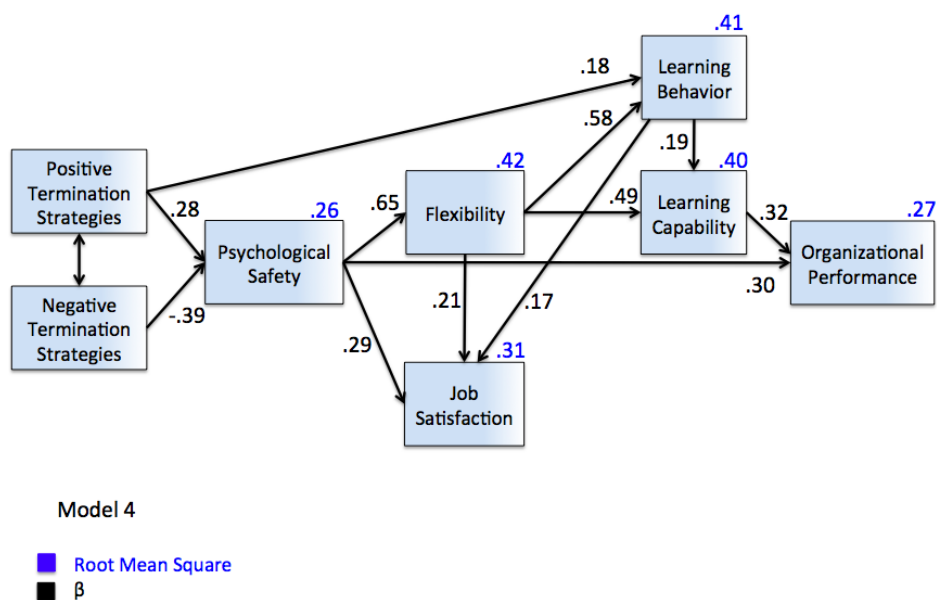 .41
Learning
Behavior
.18
.58
.19
Positive
Termination
Strategies
.42
.40
.28
.26
.65
Flexibility
.49
Learning
Capability
.32
.27
Psychological
Safety
Organizational
Performance
Negative
Termination
Strategies
-.39
.21
.17
.30
.29
.31
Job
Satisfaction
Model 4
Root Mean Square
β